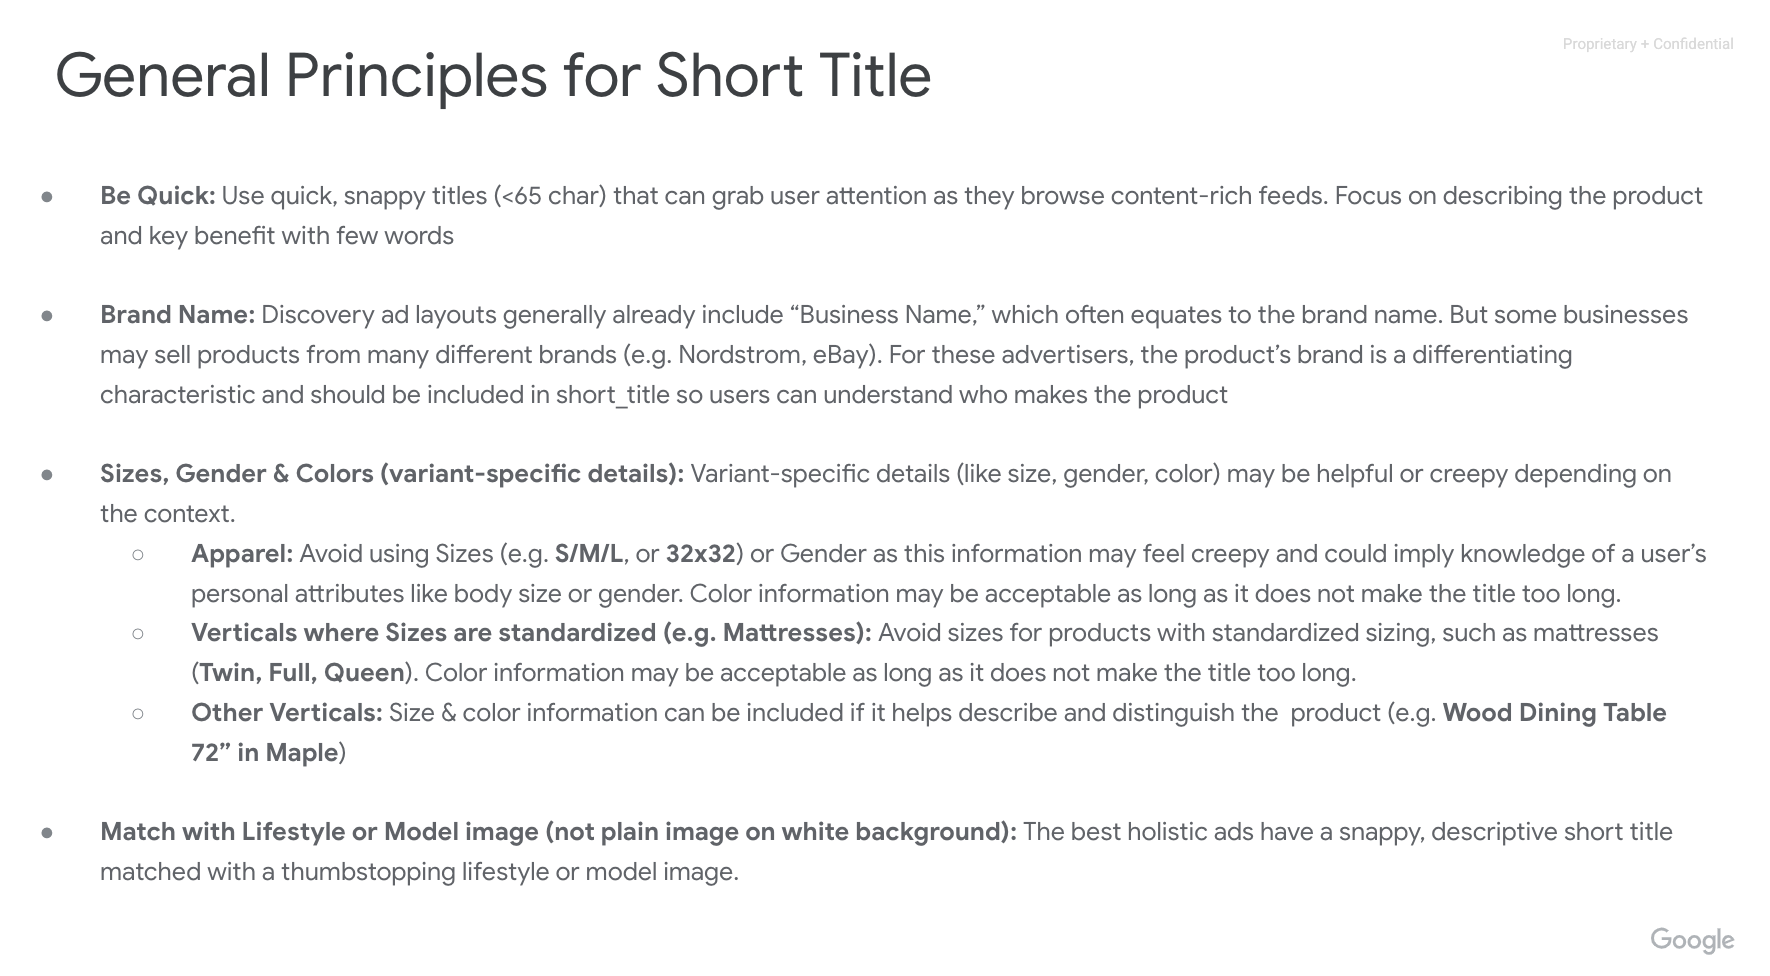 Proprietary + Confidential
General Principles for Short Title
● Be Quick: Use quick, snappy titles (<65 char) that can grab user attention as they browse content-rich feeds. Focus on describing the product
and key benefit with few words
● Brand Name: Discovery ad layouts generally already include “Business Name,” which often equates to the brand name. But some businesses
may sell products from many different brands (e.g. Nordstrom, eBay). For these advertisers, the product’s brand is a differentiating
characteristic and should be included in short_title so users can understand who makes the product
● Sizes, Gender & Colors (variant-specific details): Variant-specific details (like size, gender, color) may be helpful or creepy depending on
the context.
○ Apparel: Avoid using Sizes (e.g. S/M/L, or 32x32) or Gender as this information may feel creepy and could imply knowledge of a user’s
personal attributes like body size or gender. Color information may be acceptable as long as it does not make the title too long.
○ Verticals where Sizes are standardized (e.g. Mattresses): Avoid sizes for products with standardized sizing, such as mattresses
(Twin, Full, Queen). Color information may be acceptable as long as it does not make the title too long.
○ Other Verticals: Size & color information can be included if it helps describe and distinguish the  product (e.g. Wood Dining Table
72” in Maple)
● Match with Lifestyle or Model image (not plain image on white background): The best holistic ads have a snappy, descriptive short title
matched with a thumbstopping lifestyle or model image.
Google